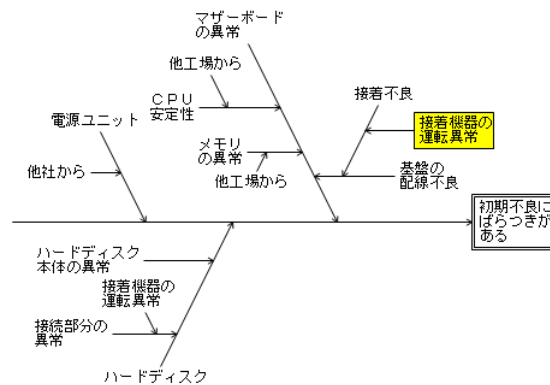 マザーボード
の異常
他工場から
接着不良
ＣＰＵ
安定性
接着機器の
運転異常
電源ユニット
メモリ
の異常
基盤の
配線不良
他社から
他工場から
初期不良に
ばらつきが
ある
ハードディスク
本体の異常
接着機器の
運転異常
接続部分の
異常
ハードディスク